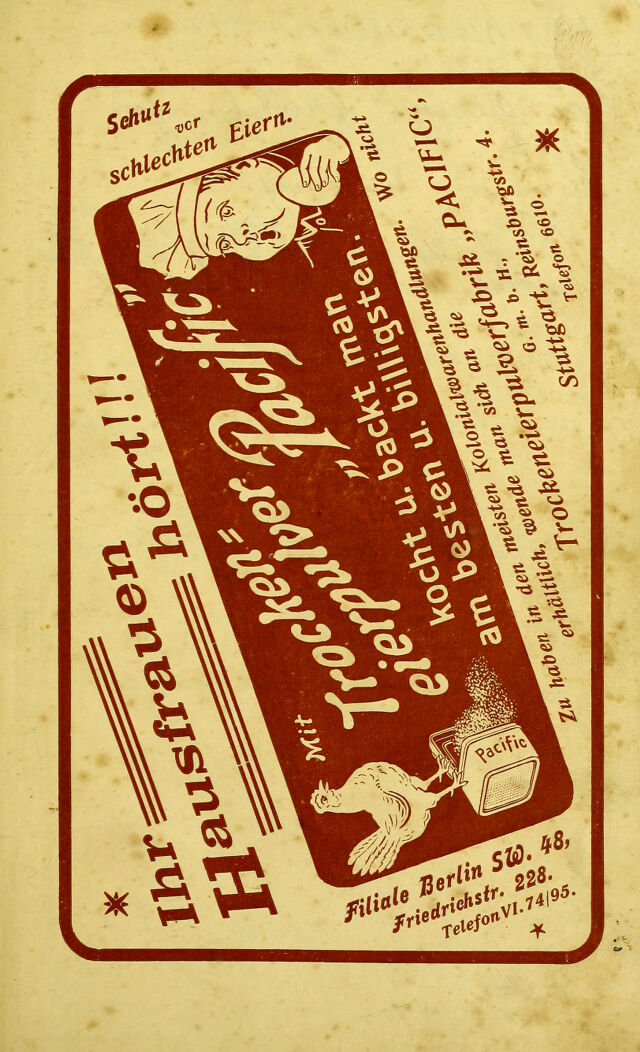 Ihr
Hausfrauen
hört!!!
Schutz
vor
schlechten Eiern.
Mit
Trocken=
eierpulver „Pacific"
kocht u. backt man
am besten u. billigsten.
Pacific
Zu haben in den meisten Kolonialwarenhandlungen. Wo nicht
erhältlich, wende man sich an die
Trockeneierpulverfabrik „PACIFIC“,
G. m. b. H.,
Stuttgart, Reinsburgstr. 4.
Telefon 6610.
Filiale Berlin SW. 48,
Friedrichstr. 228.
Telefon VI. 74|95.